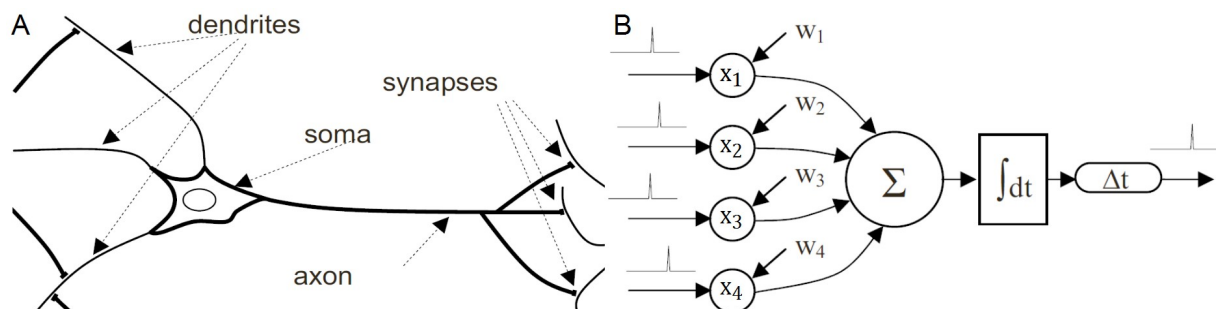 A
dendrites
synapses
soma
axon
B
w1
x1
w2
x2
w3
x3
w4
x4
Σ
∫dt
Δt